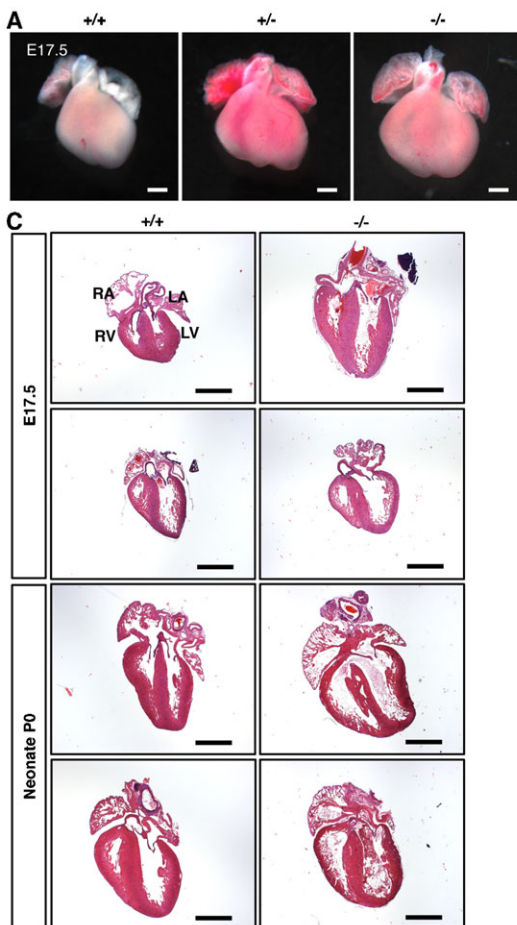 A
+/+
+/-
-/-
E17.5
C
+/+
-/-
E17.5
RA
LA
RV
LV
Neonate P0